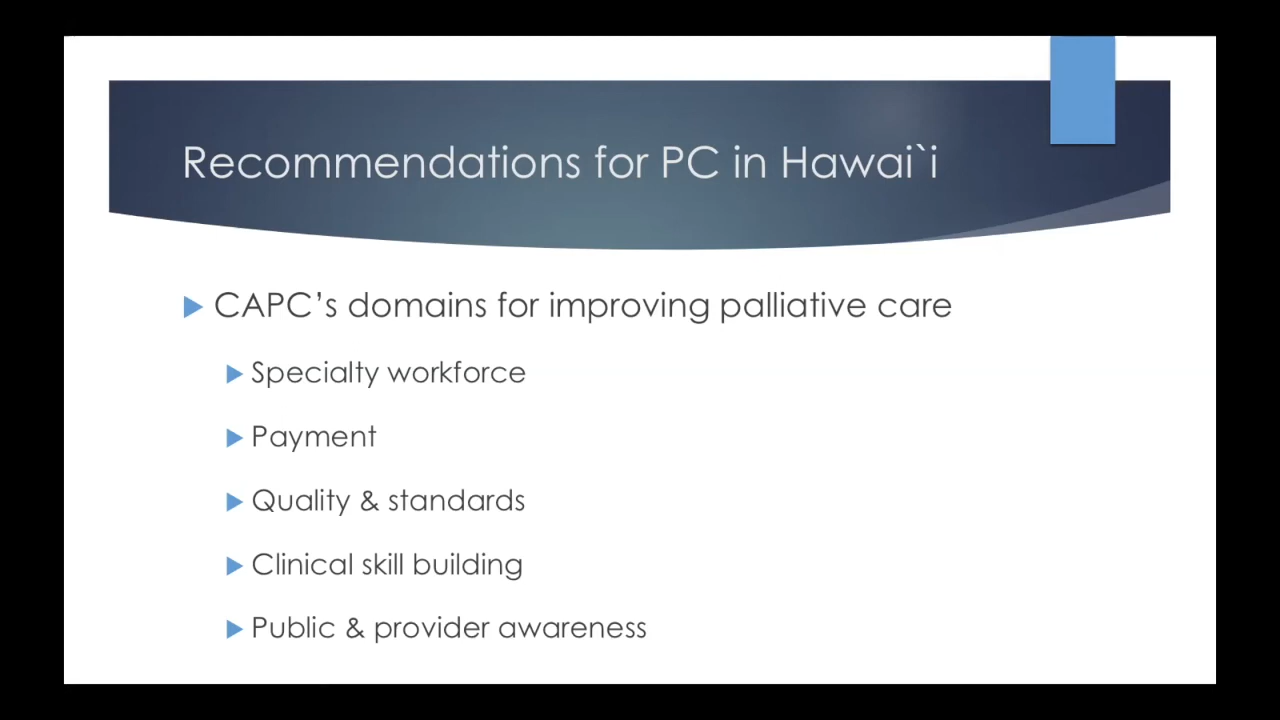 Recommendations for PC in Hawai`i
CAPC’s domains for improving palliative care
Specialty workforce
Payment
Quality & standards
Clinical skill building
Public & provider awareness